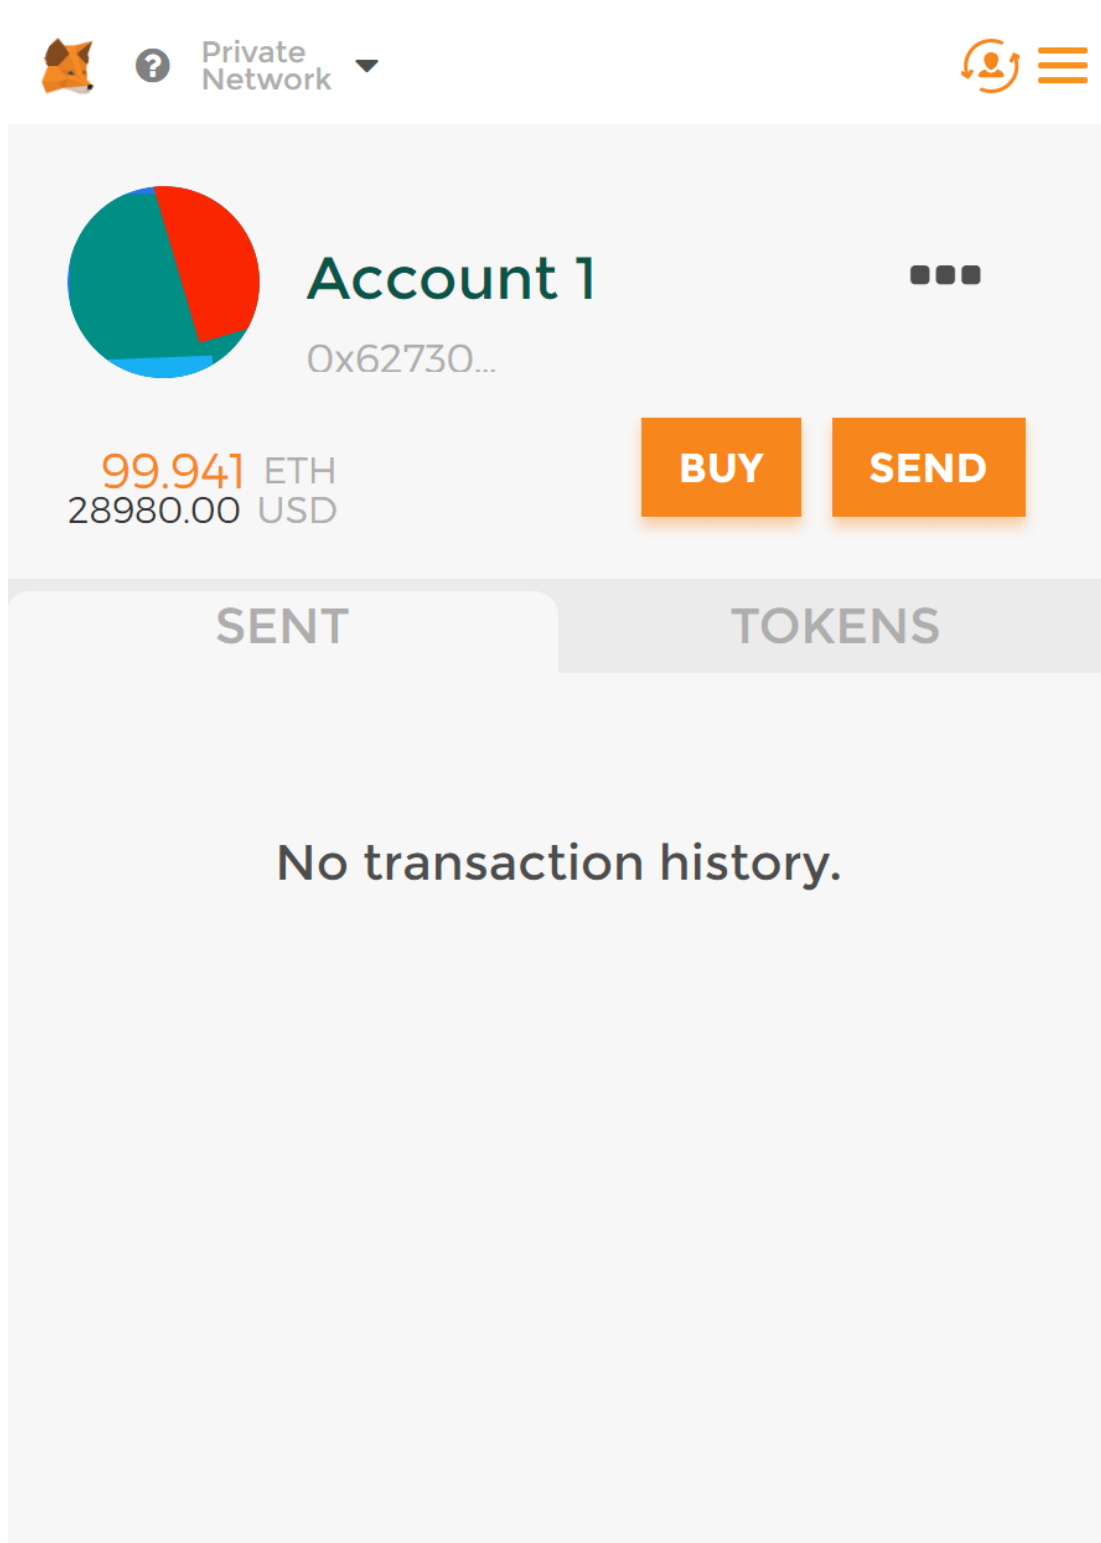 Private
Network
Account 1
0x62730...
99.941 ETH
28980.00 USD
BUY
SEND
SENT
TOKENS
No transaction history.